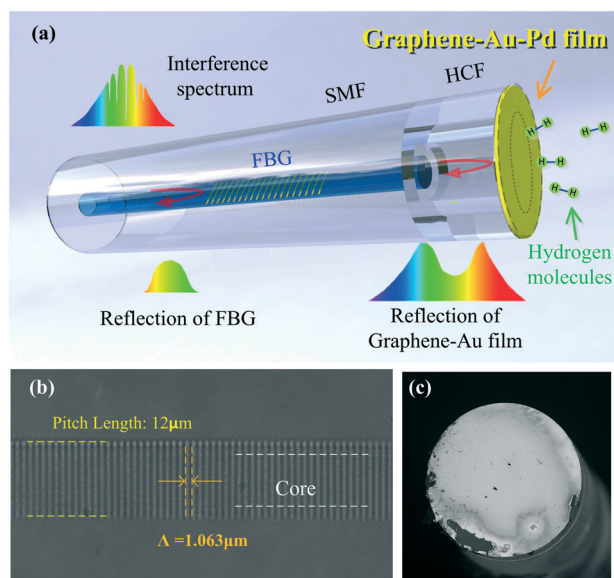 (a)
Graphene-Au-Pd film
Interference
spectrum
SMF
HCF
FBG
H H
H H
H H
H H
Hydrogen
molecules
Reflection of FBG
Reflection of
Graphene-Au film
(b)
Pitch Length: 12μm
Core
Λ =1.063μm
(c)